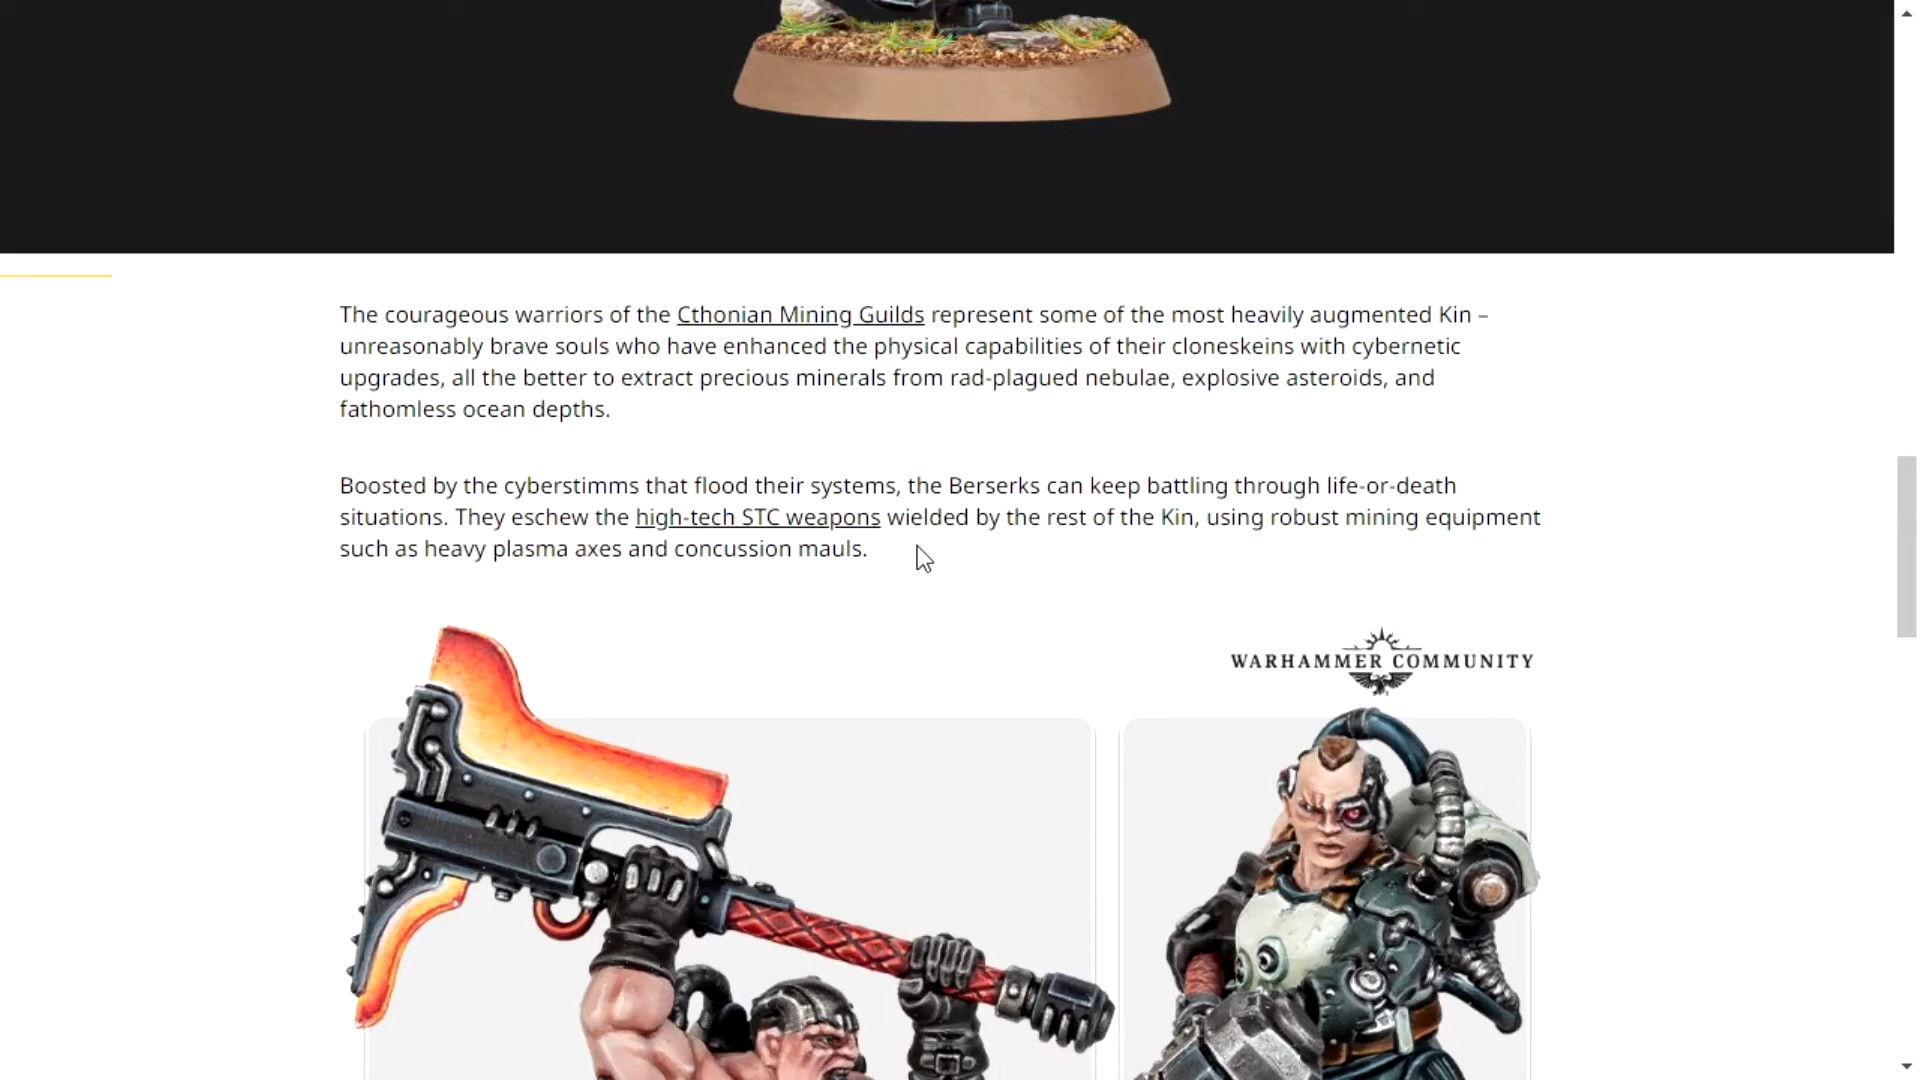 The courageous warriors of the Cthonian Mining Guilds represent some of the most heavily augmented Kin –
unreasonably brave souls who have enhanced the physical capabilities of their cloneskeins with cybernetic
upgrades, all the better to extract precious minerals from rad-plagued nebulae, explosive asteroids, and
fathomless ocean depths.
Boosted by the cyberstimms that flood their systems, the Berserks can keep battling through life-or-death
situations. They eschew the high-tech STC weapons wielded by the rest of the Kin, using robust mining equipment
such as heavy plasma axes and concussion mauls.
WARHAMMER COMMUNITY